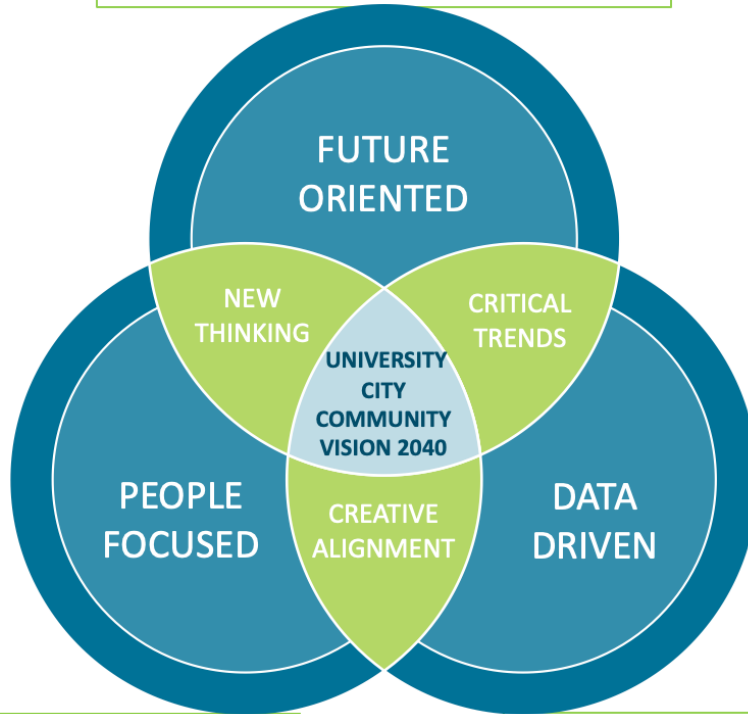 FUTURE
ORIENTED
NEW
THINKING
CRITICAL
TRENDS
UNIVERSITY
CITY
COMMUNITY
VISION 2040
PEOPLE
FOCUSED
CREATIVE
ALIGNMENT
DATA
DRIVEN